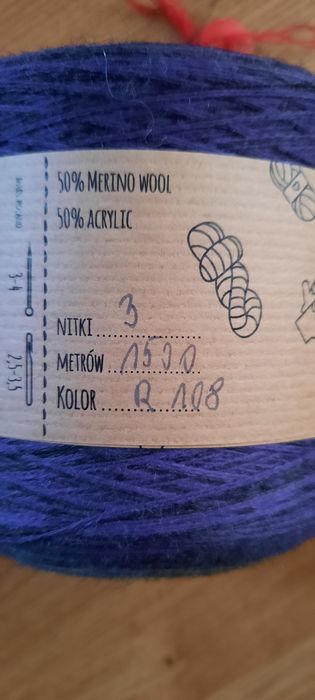 50% MERINO WOOL
50% ACRYLIC
NITKI 3
METRÓW 1500
KOLOR R 108
3-4
2,5-3,5